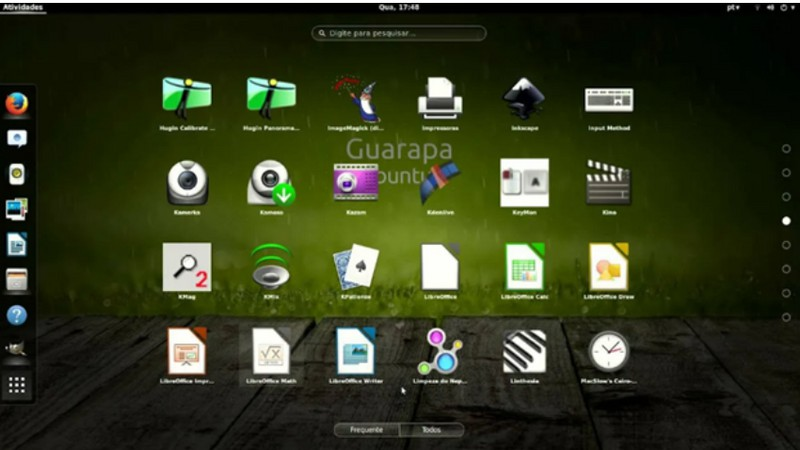 Atividades
Qua, 17:48
pt
Digite para pesquisar...
Hugin Calibrate ...
Hugin Panorama...
ImageMagick (di...
Impressoras
Inkscape
Input Method
Guarapa
Kamerka
Kamoso
Kazam
Kdenlive
KeyMon
Kino
KMag
KMix
KPatience
LibreOffice
LibreOffice Calc
LibreOffice Draw
LibreOffice Impr...
LibreOffice Math
LibreOffice Writer
Limpeza do Nep...
Linthesia
MacSlow's Cairo-...
Frequente
Todos